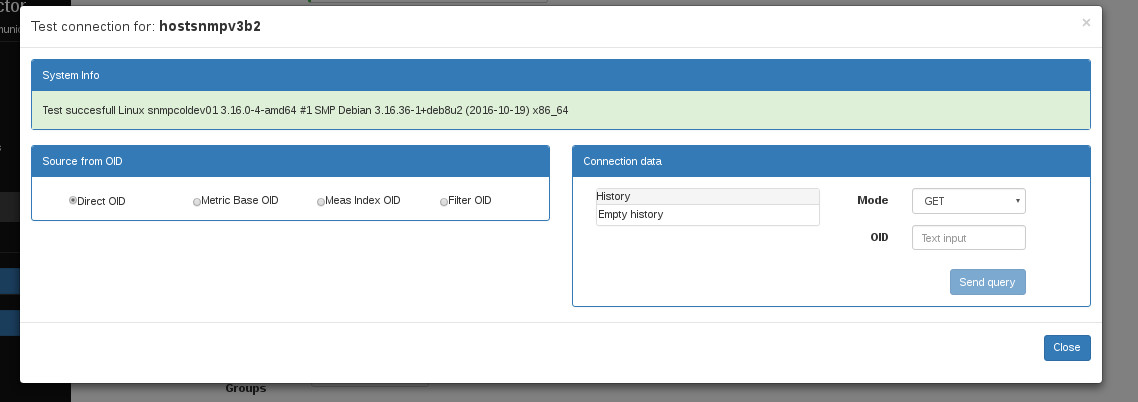 ctor
Test connection for: hostsnmpv3b2
×
System Info
Test succesfull Linux snmpcoldev01 3.16.0-4-amd64 #1 SMP Debian 3.16.36-1+deb8u2 (2016-10-19) x86_64
Source from OID
Direct OID Metric Base OID Meas Index OID Filter OID
Connection data
History
Empty history
Mode GET
OID Text input
Send query
Close
Groups